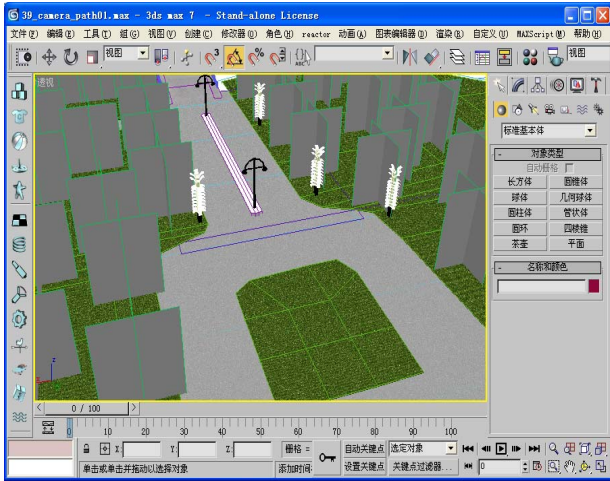 39_camera_path01.max - 3ds max 7 - Stand-alone License
文件(F) 编辑(E) 工具(T) 组(G) 视图(V) 创建(C) 修改器(O) 角色(H) reactor 动画(A) 图表编辑器(D) 渲染(R) 自定义(U) MAXScript(M) 帮助(H)
视图 3 % ABC 视图
透视
标准基本体
- 对象类型
自动栅格
长方体 圆锥体
球体 几何球体
圆柱体 管状体
圆环 四棱锥
茶壶 平面
- 名称和颜色
z
0 / 100
0 10 20 30 40 50 60 70 80 90 100
X: Y: Z: 栅格 = 自动关键点 选定对象
单击或单击并拖动以选择对象 添加时间 设置关键点 关键点过滤器... 0